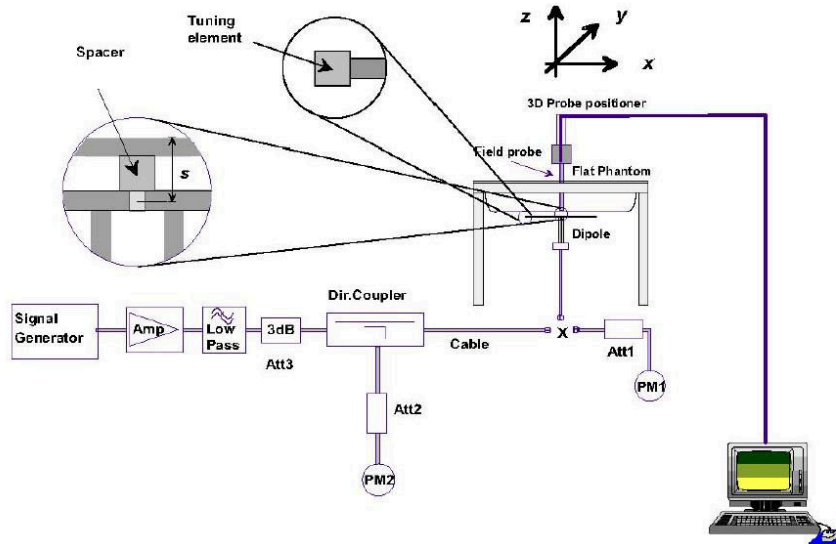 Tuning
element
z
y
x
Spacer
3D Probe positioner
s
Field probe
Flat Phantom
Dipole
Dir.Coupler
Signal
Generator
Amp
Low
Pass
3dB
Att3
Cable
x
Att1
PM1
Att2
PM2